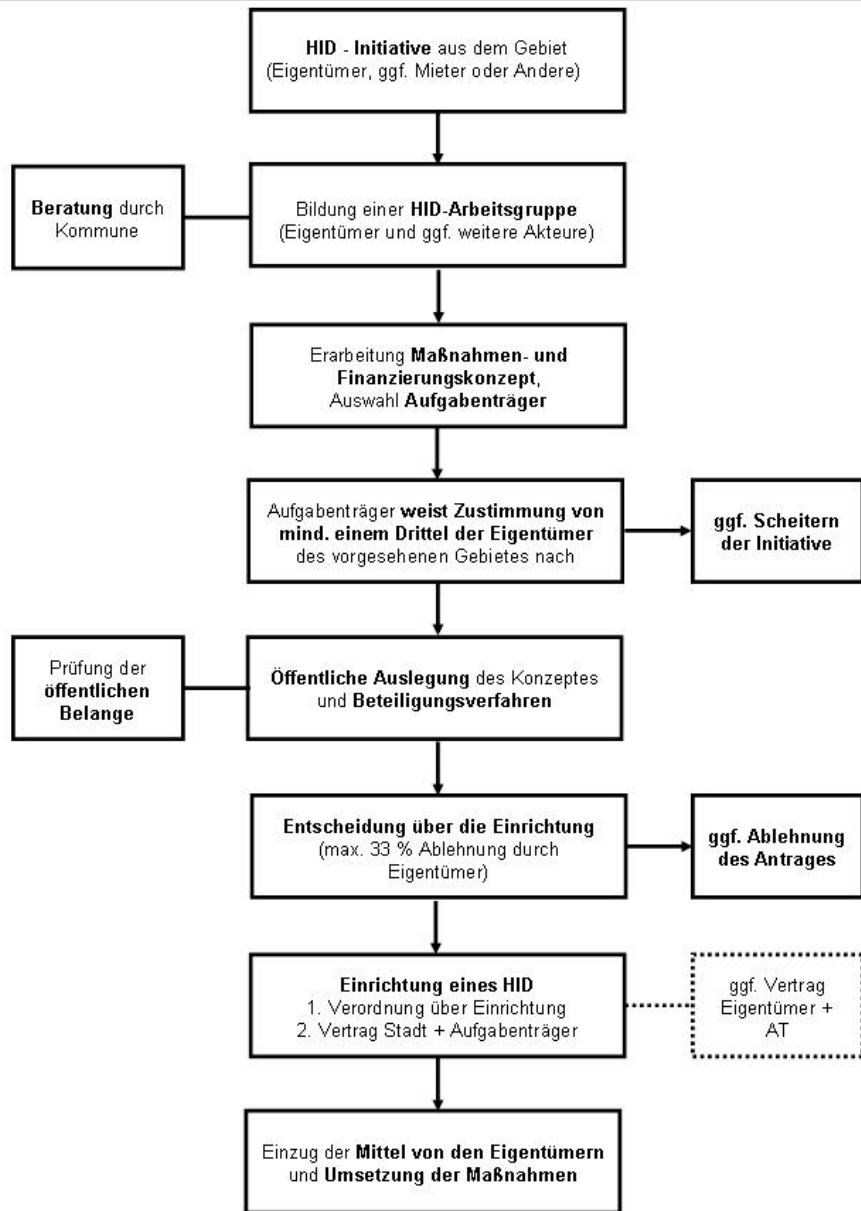 HID - Initiative aus dem Gebiet
(Eigentümer, ggf. Mieter oder Andere)
Beratung durch
Kommune
Bildung einer HID-Arbeitsgruppe
(Eigentümer und ggf. weitere Akteure)
Erarbeitung Maßnahmen- und
Finanzierungskonzept,
Auswahl Aufgabenträger
Aufgabenträger weist Zustimmung von
mind. einem Drittel der Eigentümer
des vorgesehenen Gebietes nach
ggf. Scheitern
der Initiative
Prüfung der
öffentlichen
Belange
Öffentliche Auslegung des Konzeptes
und Beteiligungsverfahren
Entscheidung über die Einrichtung
(max. 33 % Ablehnung durch
Eigentümer)
ggf. Ablehnung
des Antrages
Einrichtung eines HID
1. Verordnung über Einrichtung
2. Vertrag Stadt + Aufgabenträger
ggf. Vertrag
Eigentümer +
AT
Einzug der Mittel von den Eigentümern
und Umsetzung der Maßnahmen